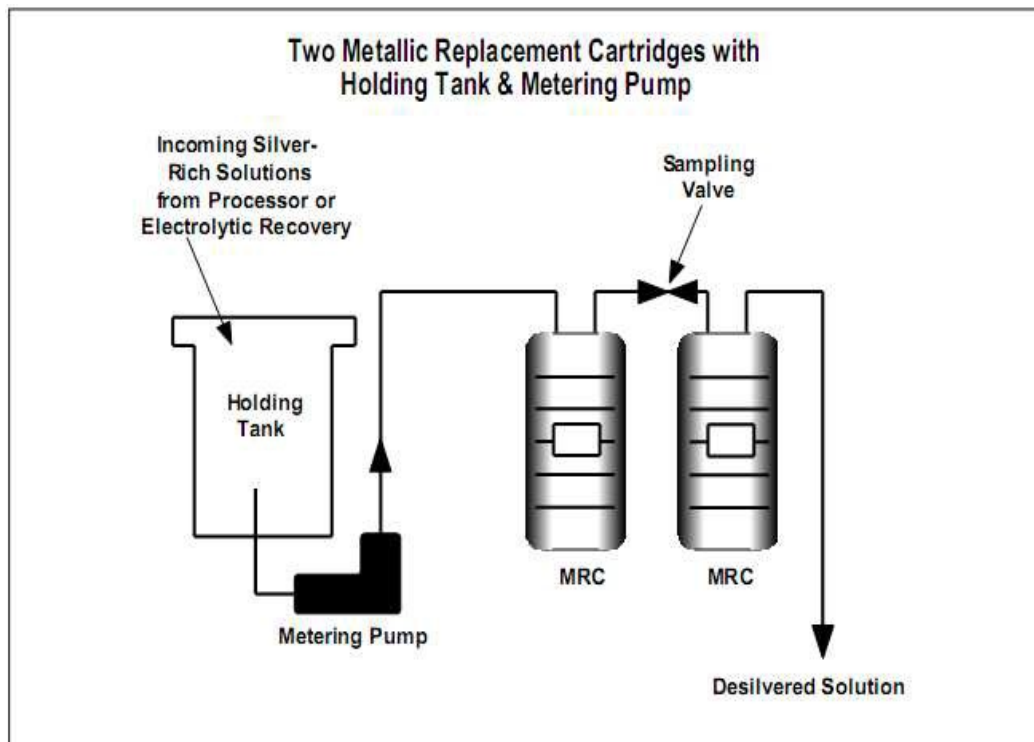 Two Metallic Replacement Cartridges with
Holding Tank & Metering Pump
Incoming Silver-
Rich Solutions
from Processor or
Electrolytic Recovery
Sampling
Valve
Holding
Tank
MRC
MRC
Metering Pump
Desilvered Solution